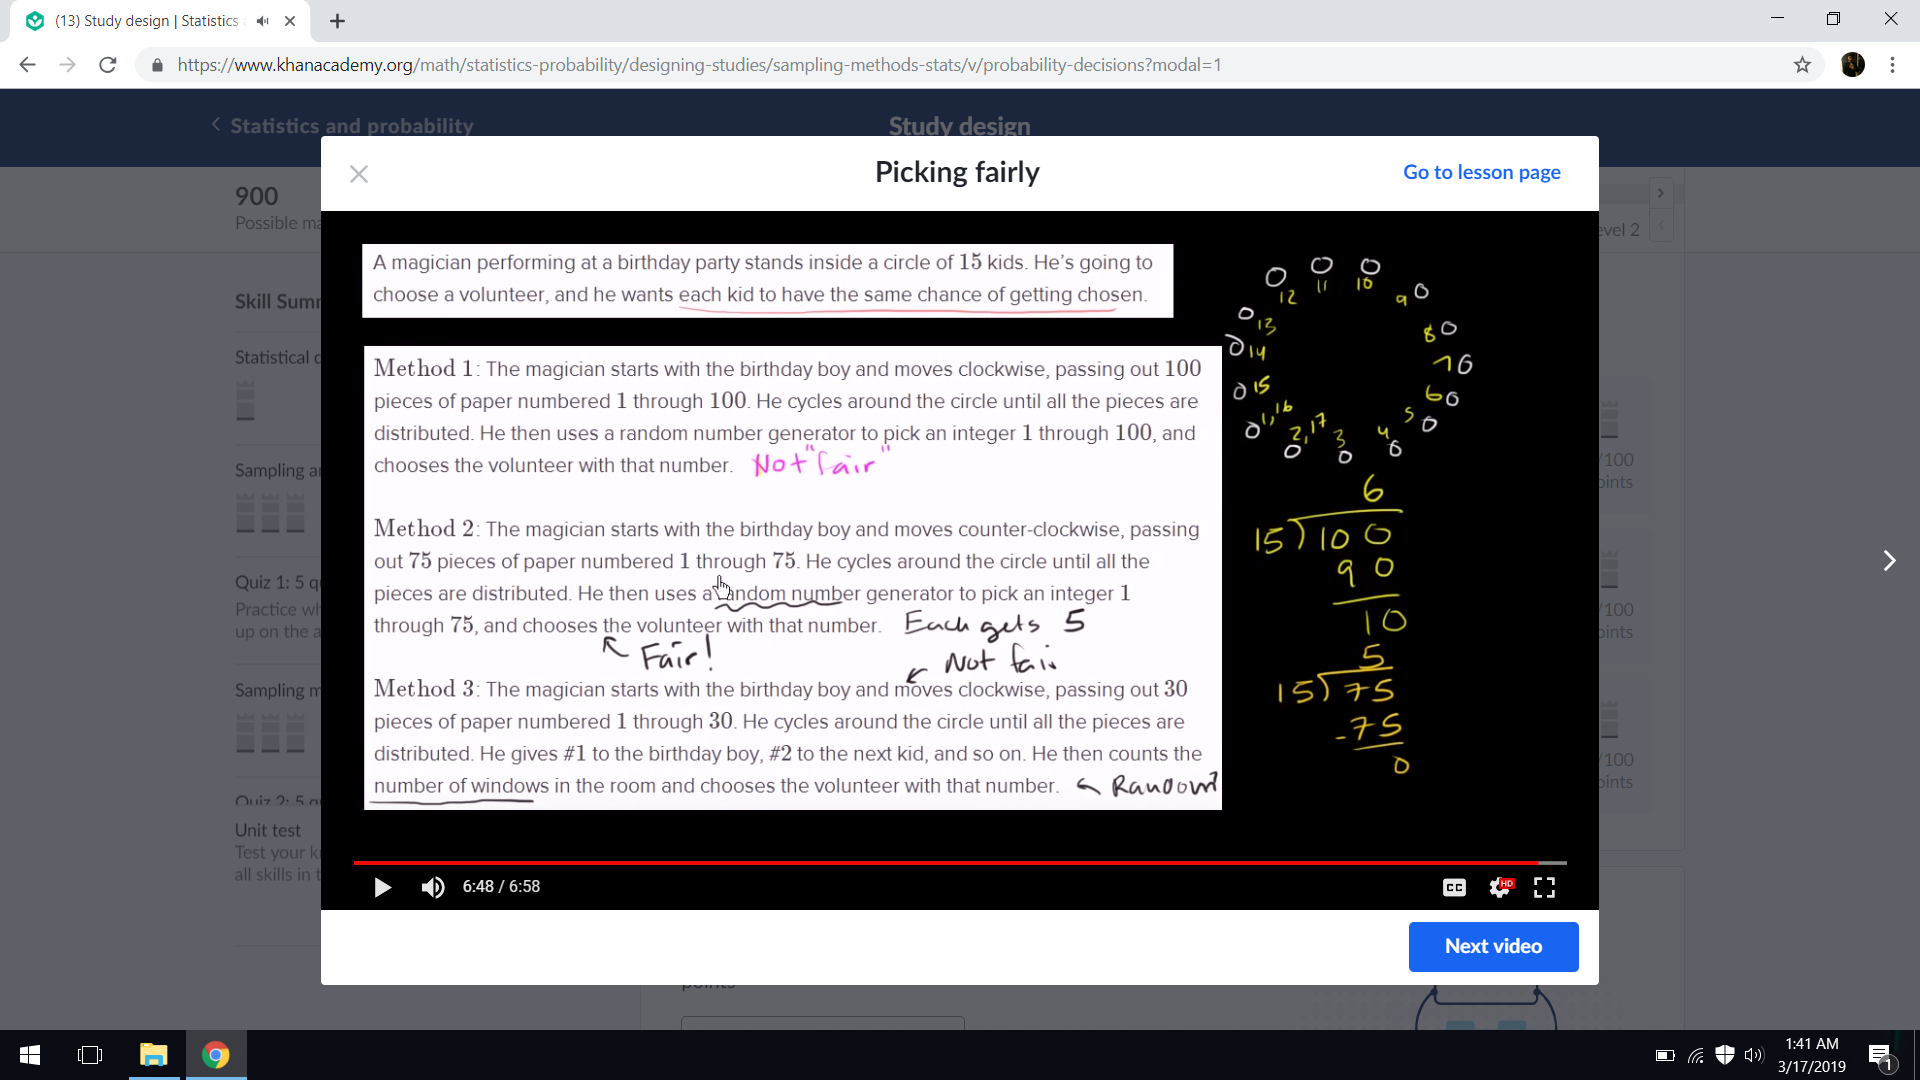 (13) Study design | Statistics
https://www.khanacademy.org/math/statistics-probability/designing-studies/sampling-methods-stats/v/probability-decisions?modal=1
Statistics and probability
Study design
900
Possible
evel 2
Picking fairly
Go to lesson page
A magician performing at a birthday party stands inside a circle of 15 kids. He's going to
choose a volunteer, and he wants each kid to have the same chance of getting chosen.
Method 1: The magician starts with the birthday boy and moves clockwise, passing out 100
pieces of paper numbered 1 through 100. He cycles around the circle until all the pieces are
distributed. He then uses a random number generator to pick an integer 1 through 100, and
chooses the volunteer with that number. Not "fair"
Method 2: The magician starts with the birthday boy and moves counter-clockwise, passing
out 75 pieces of paper numbered 1 through 75. He cycles around the circle until all the
pieces are distributed. He then uses a random number generator to pick an integer 1
through 75, and chooses the volunteer with that number. Each gets 5
Fair! Not fair
Method 3: The magician starts with the birthday boy and moves clockwise, passing out 30
pieces of paper numbered 1 through 30. He cycles around the circle until all the pieces are
distributed. He gives #1 to the birthday boy, #2 to the next kid, and so on. He then counts the
number of windows in the room and chooses the volunteer with that number. Random?
12 11 10 9
13 8
14 7
15 6
1,16 2,17 3 4 5
6
15 100
90
10
5
15 75
-75
0
6:48 / 6:58
CC
HD
Next video
Skill Summ
Statistical
Sampling
Quiz 1: 5
Practice
up on the
Sampling
Quiz 2: 5
Unit test
Test your
all skills in
/100
oints
/100
oints
/100
oints
points
1:41 AM
3/17/2019
1